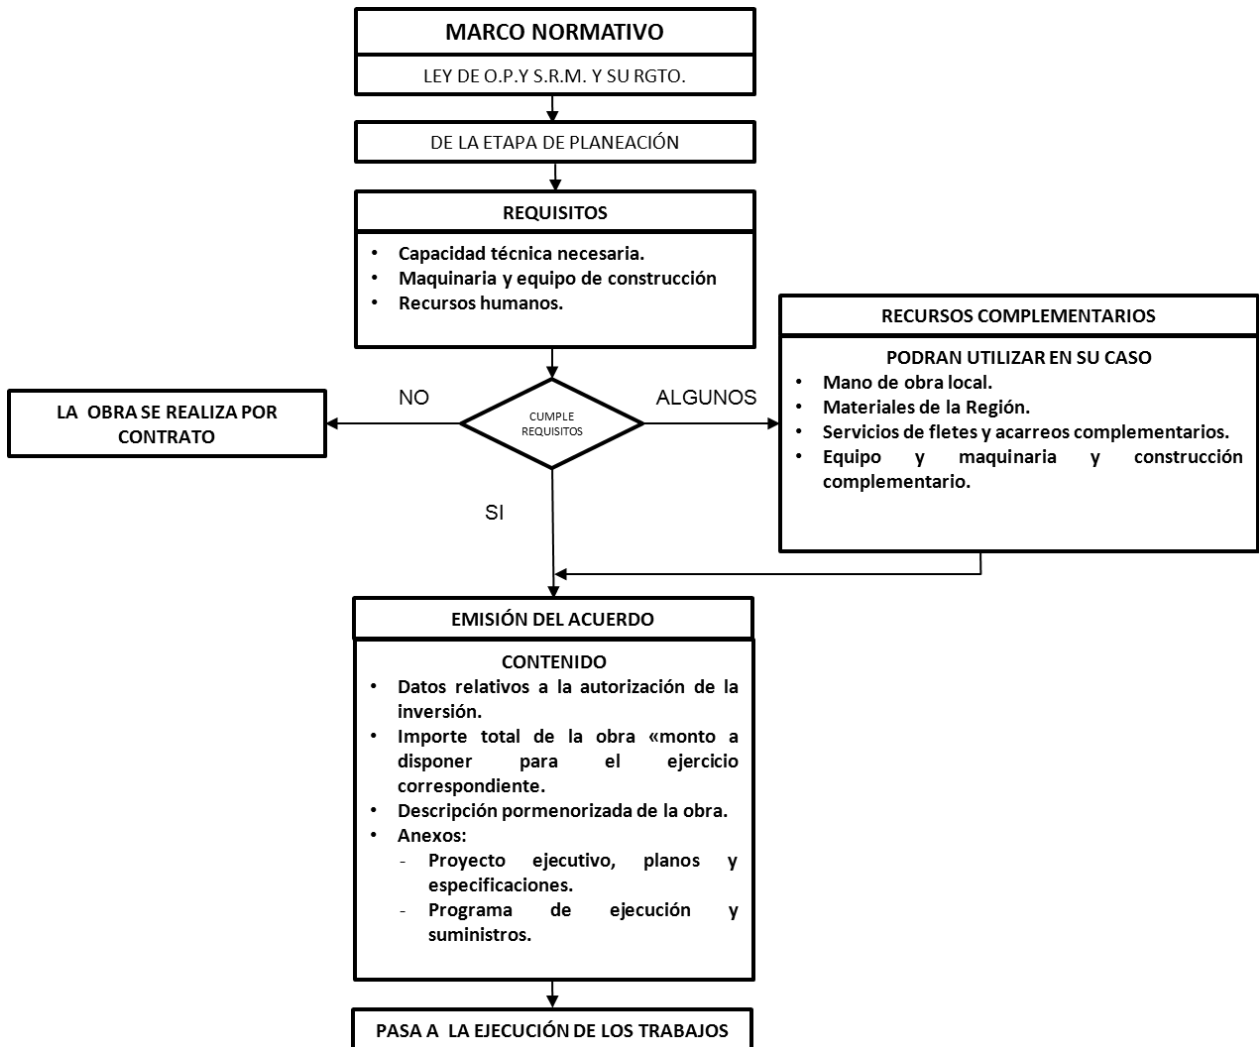 MARCO NORMATIVO
LEY DE O.P.Y S.R.M. Y SU RGTO.
DE LA ETAPA DE PLANEACIÓN
REQUISITOS
• Capacidad técnica necesaria.
• Maquinaria y equipo de construcción
• Recursos humanos.
RECURSOS COMPLEMENTARIOS
PODRAN UTILIZAR EN SU CASO
• Mano de obra local.
• Materiales de la Región.
• Servicios de fletes y acarreos complementarios.
• Equipo y maquinaria y construcción
complementario.
NO
ALGUNOS
LA OBRA SE REALIZA POR
CONTRATO
CUMPLE
REQUISITOS
SI
EMISIÓN DEL ACUERDO
CONTENIDO
• Datos relativos a la autorización de la
inversión.
• Importe total de la obra «monto a
disponer para el ejercicio
correspondiente.
• Descripción pormenorizada de la obra.
• Anexos:
- Proyecto ejecutivo, planos y
especificaciones.
- Programa de ejecución y
suministros.
PASA A LA EJECUCIÓN DE LOS TRABAJOS